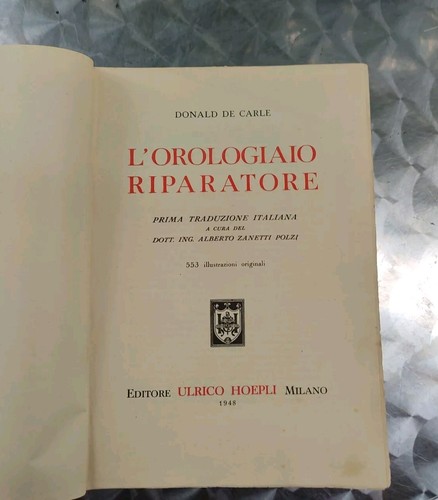 DONALD DE CARLE
L'OROLOGIAIO
RIPARATORE
PRIMA TRADUZIONE ITALIANA
A CURA DEL
DOTT. ING. ALBERTO ZANETTI POLZI
553 illustrazioni originali
EDITORE ULRICO HOEPLI MILANO
1948